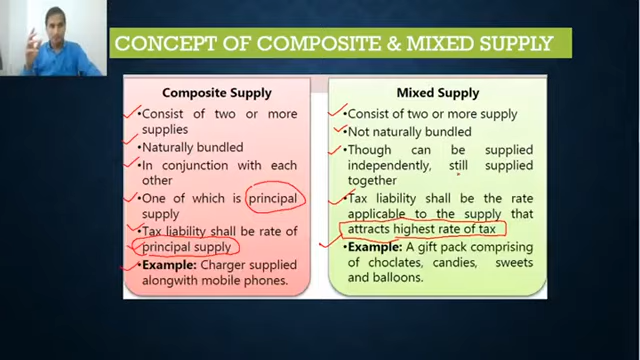 CONCEPT OF COMPOSITE & MIXED SUPPLY
Composite Supply
•Consist of two or more
supplies
•Naturally bundled
•In conjunction with each
other
•One of which is principal
supply
•Tax liability shall be rate of
principal supply
•Example: Charger supplied
alongwith mobile phones.
Mixed Supply
•Consist of two or more supply
•Not naturally bundled
•Though can be supplied
independently, still supplied
together
•Tax liability shall be the rate
applicable to the supply that
attracts highest rate of tax
•Example: A gift pack comprising
of choclates, candies, sweets
and balloons.